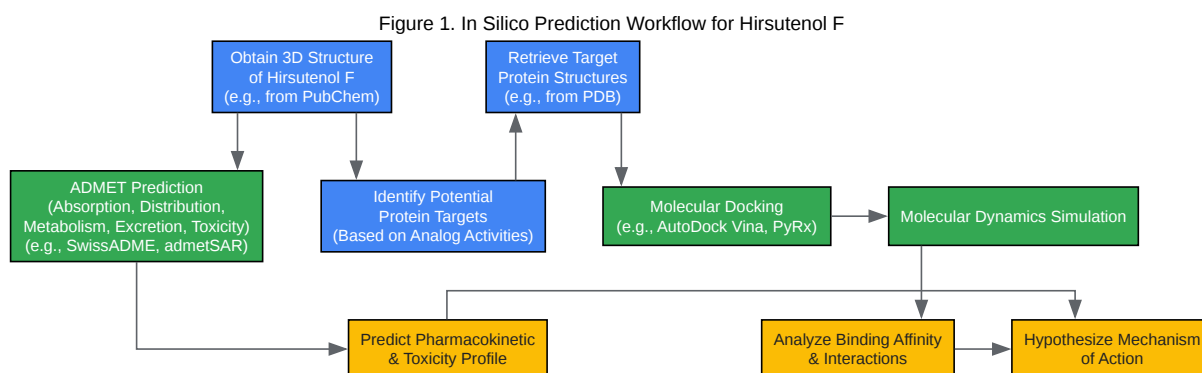 Figure 1. In Silico Prediction Workflow for Hirsutenol F
Obtain 3D Structure
of Hirsutenol F
(e.g., from PubChem)
Retrieve Target
Protein Structures
(e.g., from PDB)
ADMET Prediction
(Absorption, Distribution,
Metabolism, Excretion, Toxicity)
(e.g., SwissADME, admetSAR)
Identify Potential
Protein Targets
(Based on Analog Activities)
Molecular Docking
(e.g., AutoDock Vina, PyRx)
Molecular Dynamics Simulation
Predict Pharmacokinetic
& Toxicity Profile
Analyze Binding Affinity
& Interactions
Hypothesize Mechanism
of Action